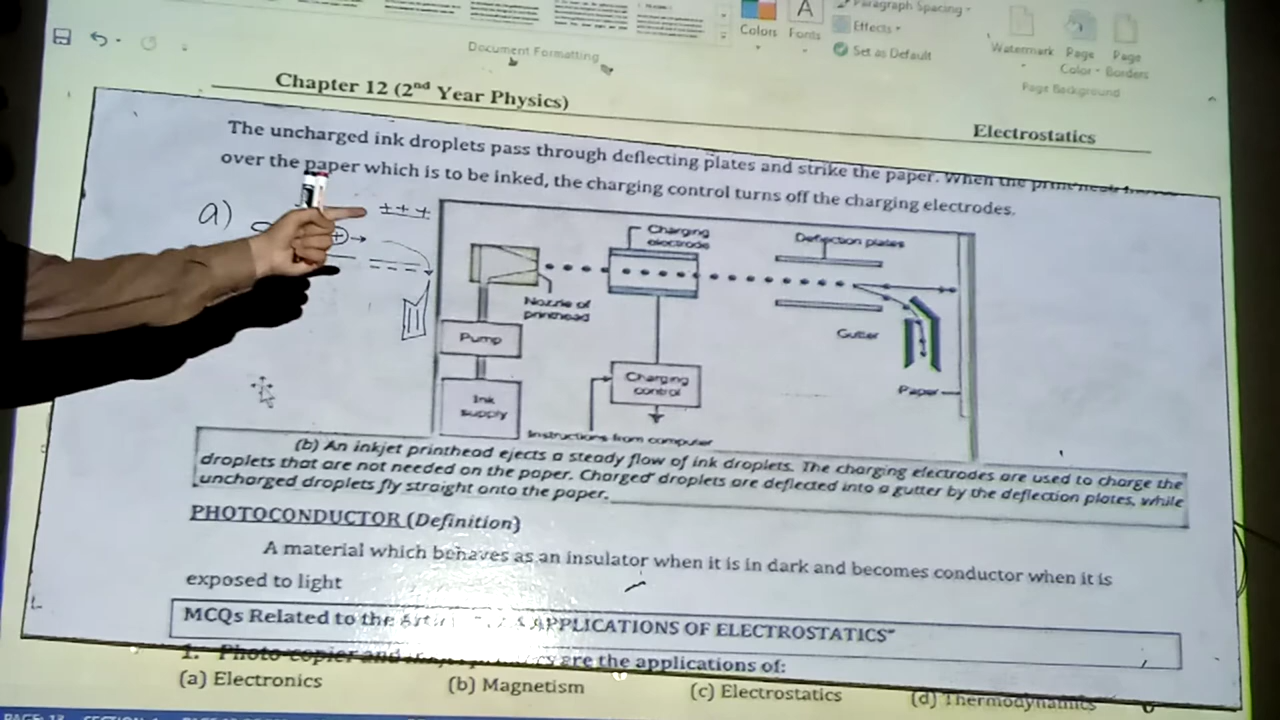 Paragraph Spacing
Effects
Set as Default
Colors
Fonts
A
Watermark
Page Color
Page Borders
Document Formatting
Page Background
Chapter 12 (2nd Year Physics)
Electrostatics
The uncharged ink droplets pass through deflecting plates and strike the paper. When the
over the paper which is to be inked, the charging control turns off the charging electrodes.
a)
+++
+
Charging electrode
Deflection plates
Nozzle of printhead
Pump
Gutter
Charging control
Ink supply
Paper
Instructions from computer
(b) An inkjet printhead ejects a steady flow of ink droplets. The charging electrodes are used to charge the
droplets that are not needed on the paper. Charged droplets are deflected into a gutter by the deflection plates, while
uncharged droplets fly straight onto the paper.
PHOTOCONDUCTOR (Definition)
A material which behaves as an insulator when it is in dark and becomes conductor when it is
exposed to light
MCQs Related to the APPLICATIONS OF ELECTROSTATICS"
1. Photo copier and are the applications of:
(a) Electronics (b) Magnetism (c) Electrostatics (d) Thermodynamics